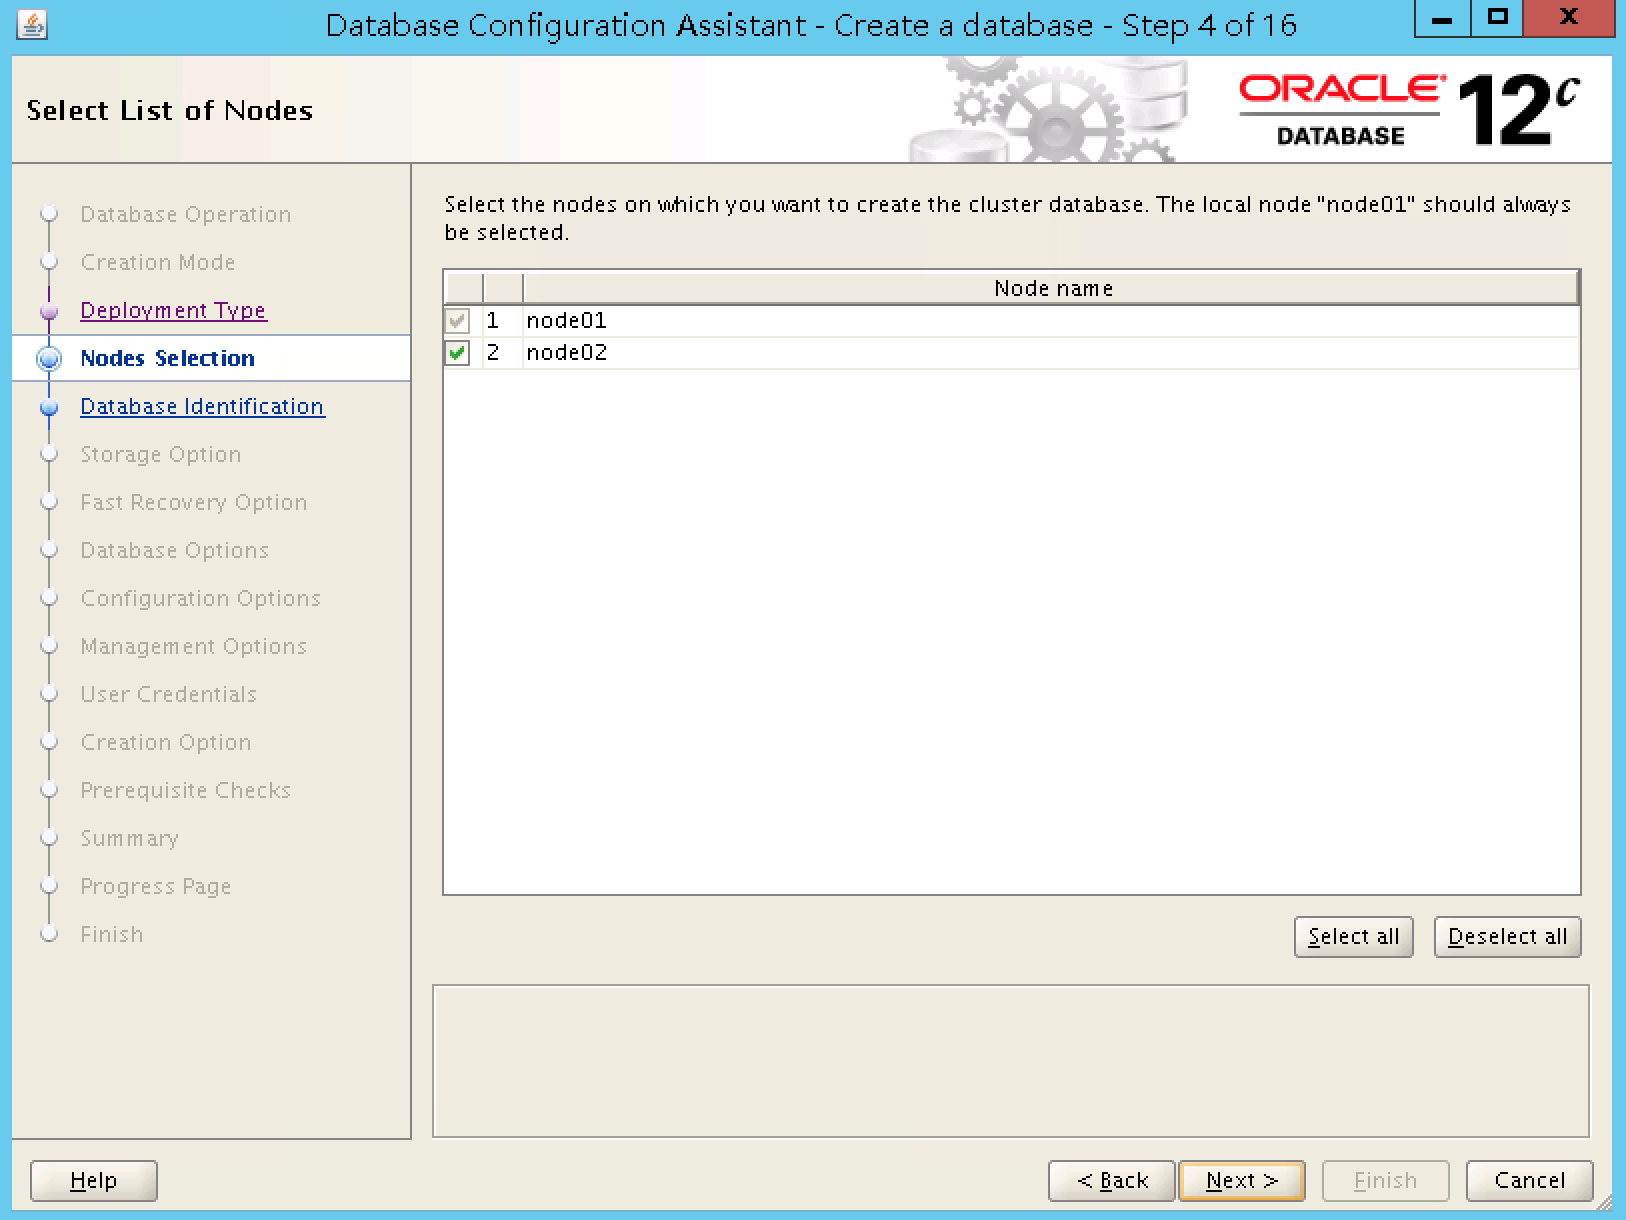 Database Configuration Assistant - Create a database - Step 4 of 16
X
Select List of Nodes
ORACLE
DATABASE
12c
Database Operation
Creation Mode
Deployment Type
Nodes Selection
Database Identification
Storage Option
Fast Recovery Option
Database Options
Configuration Options
Management Options
User Credentials
Creation Option
Prerequisite Checks
Summary
Progress Page
Finish
Select the nodes on which you want to create the cluster database. The local node "node01" should always
be selected.
Node name
1 node01
2 node02
Select all
Deselect all
Help
< Back
Next >
Finish
Cancel